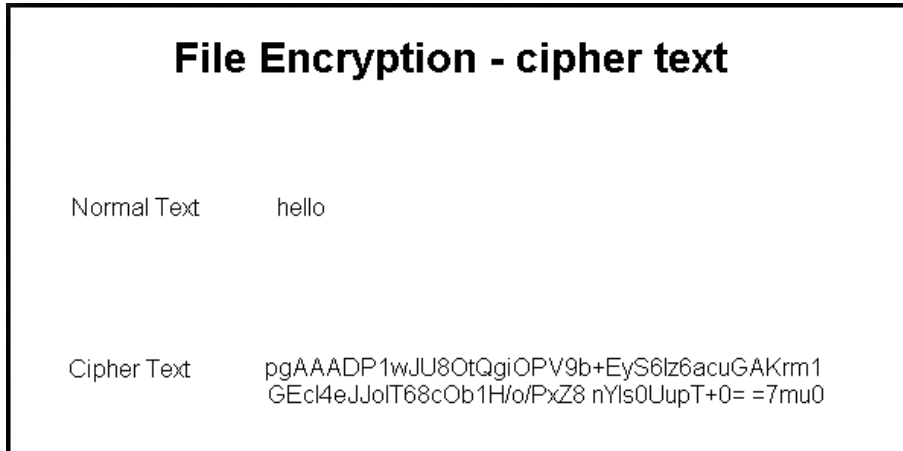 File Encryption - cipher text
Normal Text hello
Cipher Text pgAAADP1wJU8OtQgiOPV9b+EyS6lz6acuGAKrm1
GEcl4eJJolT68cOb1H/o/PxZ8 nYls0UupT+0= =7mu0